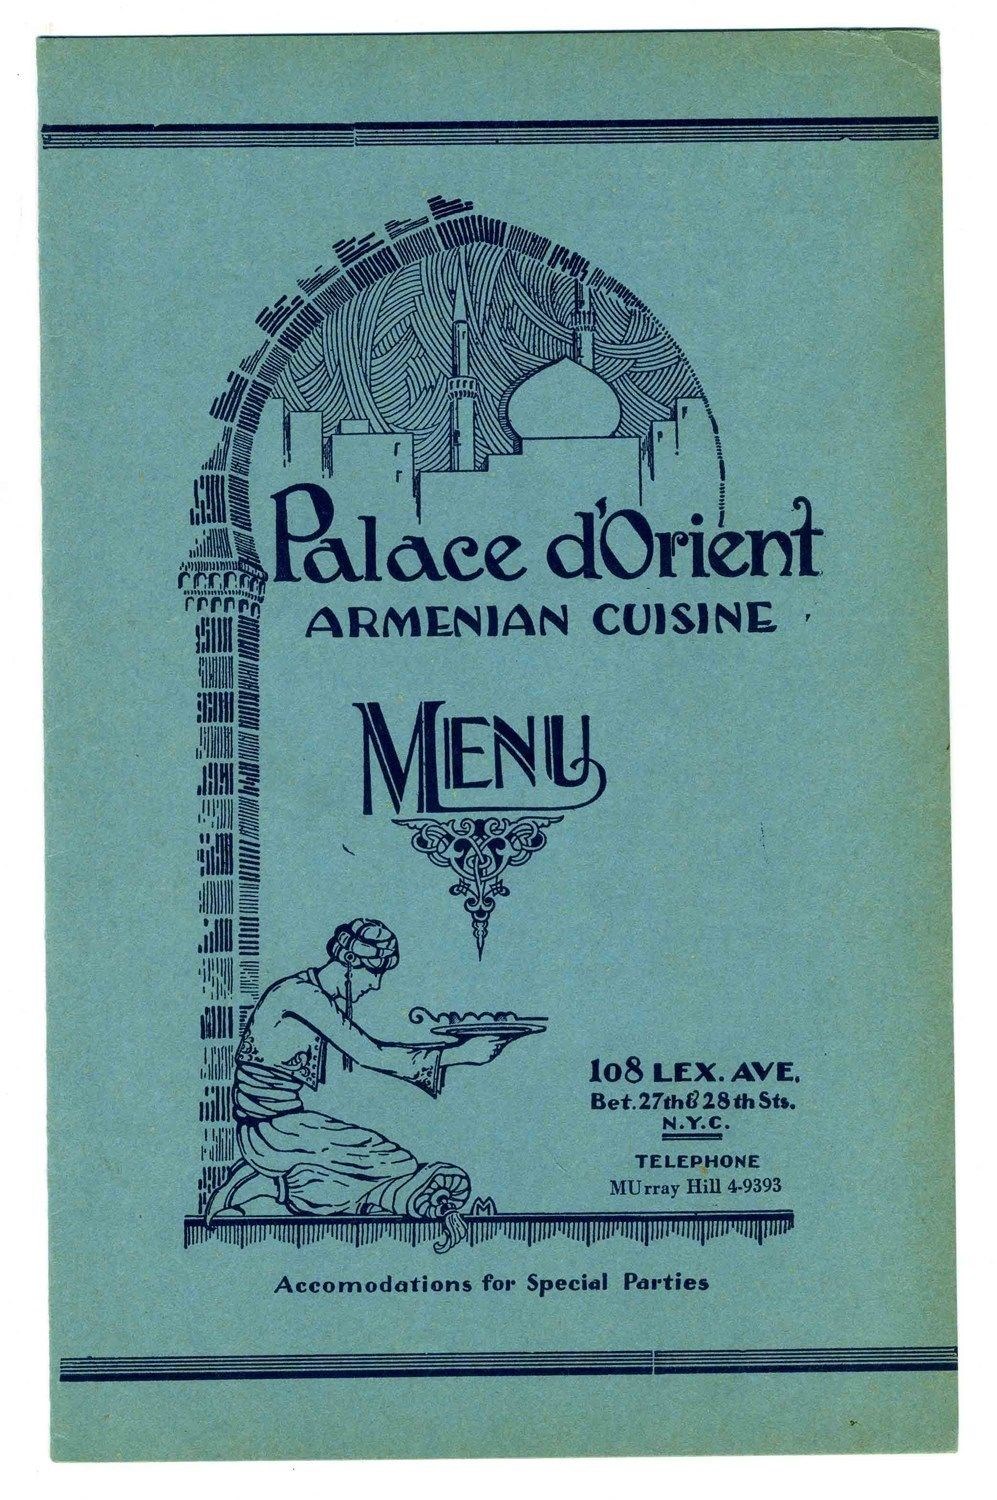 Palace d'Orient
ARMENIAN CUISINE
MENU
108 LEX. AVE.
Bet. 27th & 28th Sts.
N.Y.C.
TELEPHONE
MUrray Hill 4-9393
M
Accomodations for Special Parties